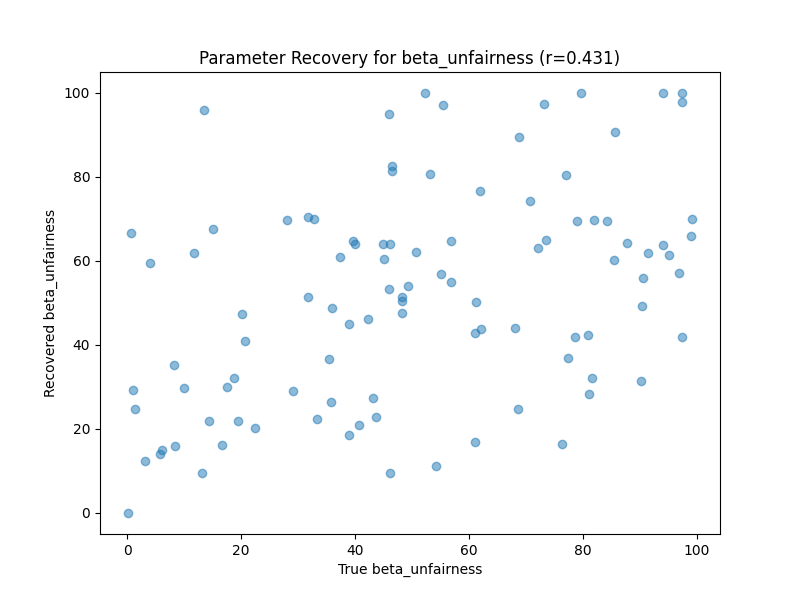 Parameter Recovery for beta_unfairness (r=0.431)
100
80
60
40
20
0
Recovered beta_unfairness
0 20 40 60 80 100
True beta_unfairness